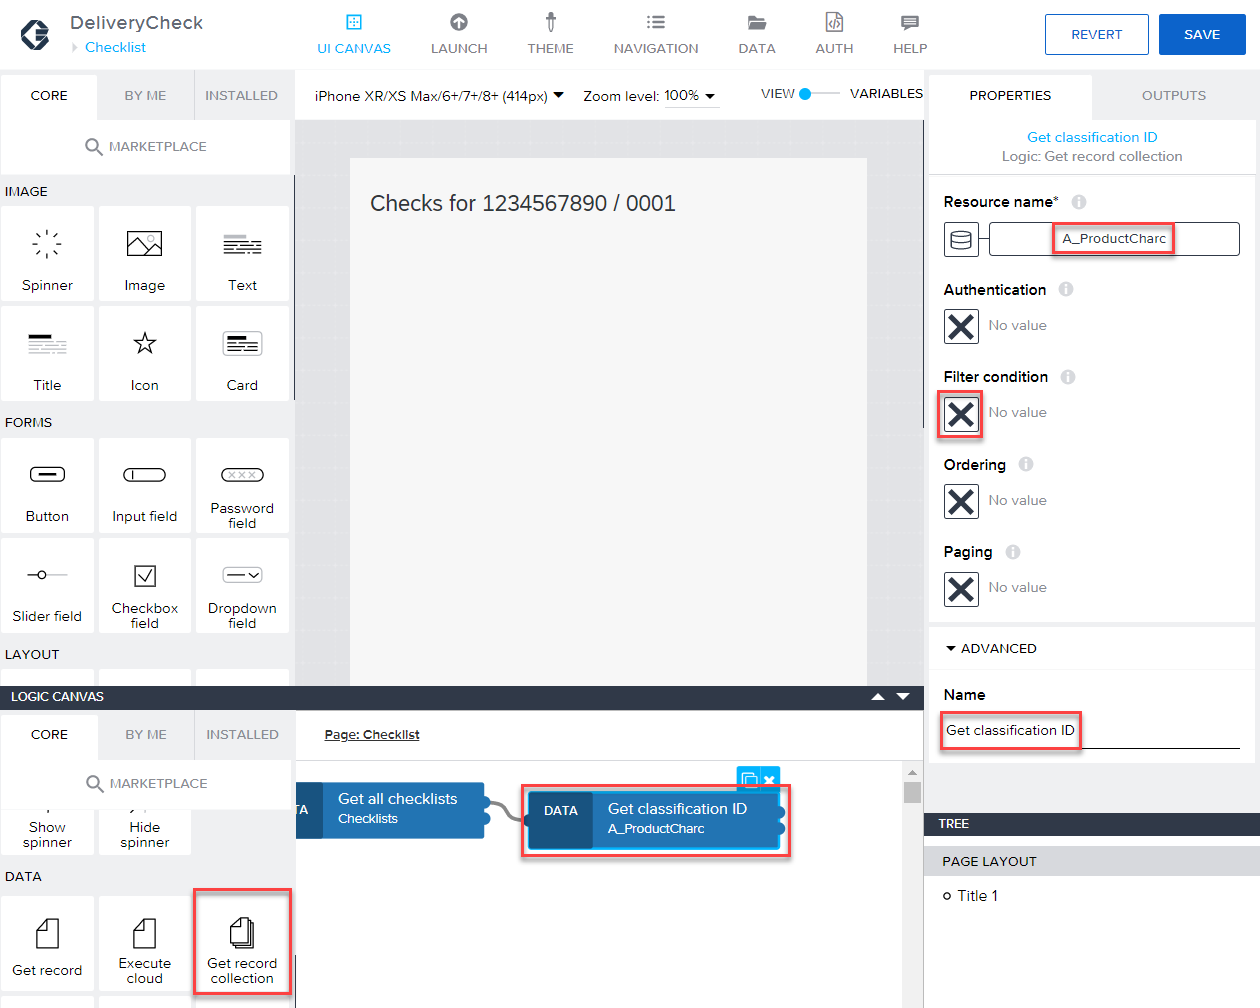 DeliveryCheck
Checklist
UI CANVAS
LAUNCH
THEME
NAVIGATION
DATA
AUTH
HELP
REVERT
SAVE
CORE
BY ME
INSTALLED
MARKETPLACE
iPhone XR/XS Max/6+/7+/8+ (414px)
Zoom level: 100%
VIEW
VARIABLES
PROPERTIES
OUTPUTS
Get classification ID
Logic: Get record collection
IMAGE
Spinner
Image
Text
Title
Icon
Card
FORMS
Button
Input field
Password
field
Slider field
Checkbox
field
Dropdown
field
LAYOUT
Checks for 1234567890 / 0001
Resource name*
A_ProductCharc
Authentication
No value
Filter condition
No value
Ordering
No value
Paging
No value
ADVANCED
Name
Get classification ID
LOGIC CANVAS
CORE
BY ME
INSTALLED
MARKETPLACE
Show
spinner
Hide
spinner
DATA
Get record
Execute
cloud
Get record
collection
Page: Checklist
TA
Get all checklists
Checklists
DATA
Get classification ID
A_ProductCharc
TREE
PAGE LAYOUT
Title 1